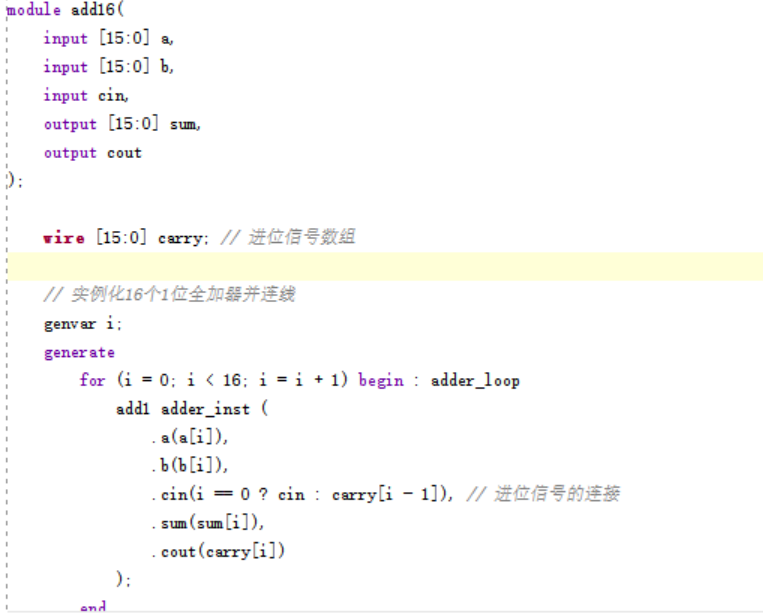 module add16(
    input [15:0] a,
    input [15:0] b,
    input cin,
    output [15:0] sum,
    output cout
);
    wire [15:0] carry; // 进位信号数组
    // 实例化16个1位全加器并连线
    genvar i;
    generate
        for (i = 0; i < 16; i = i + 1) begin : adder_loop
            add1 adder_inst (
                .a(a[i]),
                .b(b[i]),
                .cin(i == 0 ? cin : carry[i - 1]), // 进位信号的连接
                .sum(sum[i]),
                .cout(carry[i])
            );
        end